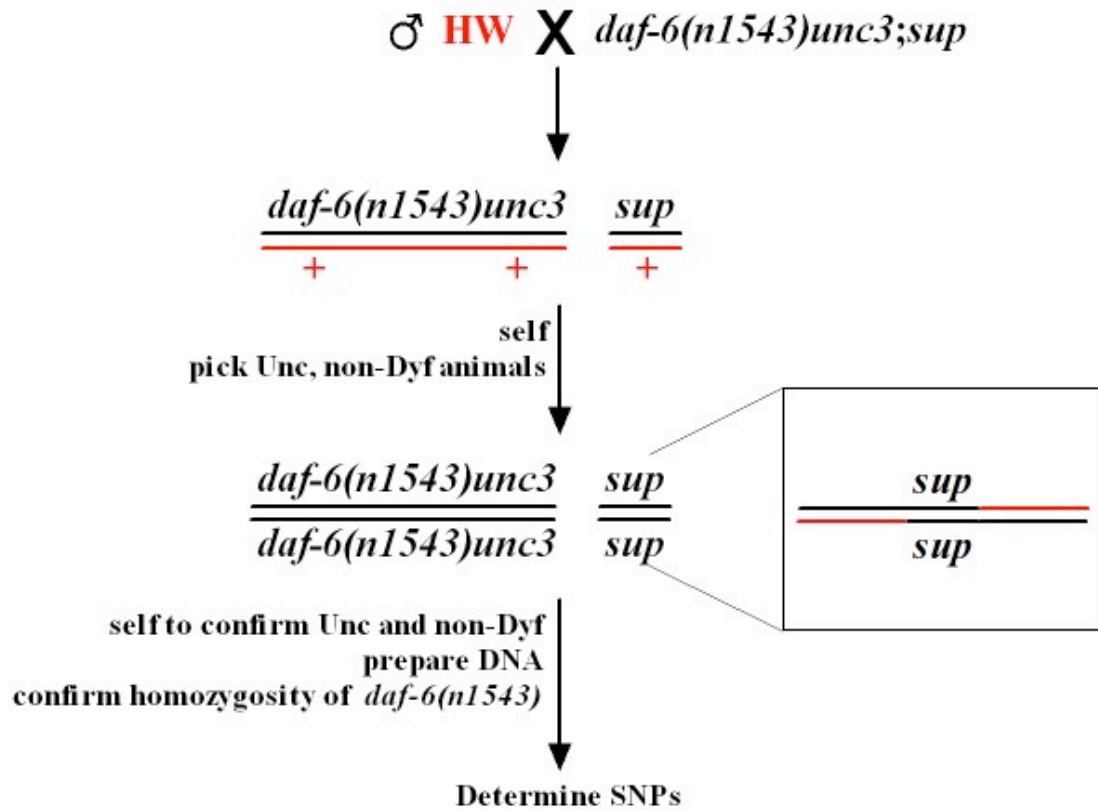 ♂ HW X daf-6(n1543)unc3;sup
daf-6(n1543)unc3 sup
+ + +
self
pick Unc, non-Dyf animals
daf-6(n1543)unc3 sup
daf-6(n1543)unc3 sup
sup
sup
self to confirm Unc and non-Dyf
prepare DNA
confirm homozygosity of daf-6(n1543)
Determine SNPs